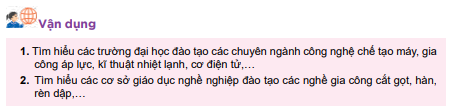 Vận dụng
1. Tìm hiểu các trường đại học đào tạo các chuyên ngành công nghệ chế tạo máy, gia
công áp lực, kĩ thuật nhiệt lạnh, cơ điện tử,...
2. Tìm hiểu các cơ sở giáo dục nghề nghiệp đào tạo các nghề gia công cắt gọt, hàn,
rèn dập,...